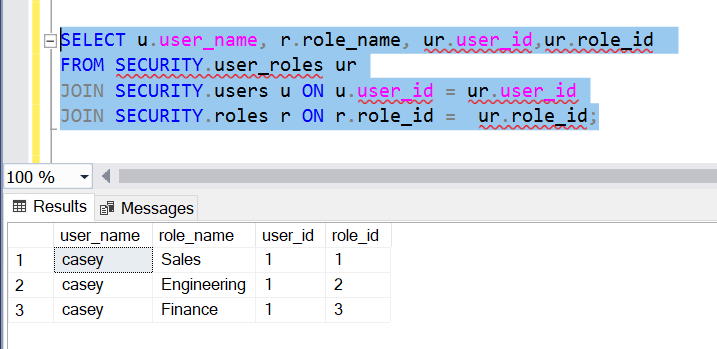 SELECT u.user_name, r.role_name, ur.user_id,ur.role_id
FROM SECURITY.user_roles ur
JOIN SECURITY.users u ON u.user_id = ur.user_id
JOIN SECURITY.roles r ON r.role_id =  ur.role_id;
100 %
Results Messages
user_name role_name user_id role_id
1 casey Sales 1 1
2 casey Engineering 1 2
3 casey Finance 1 3